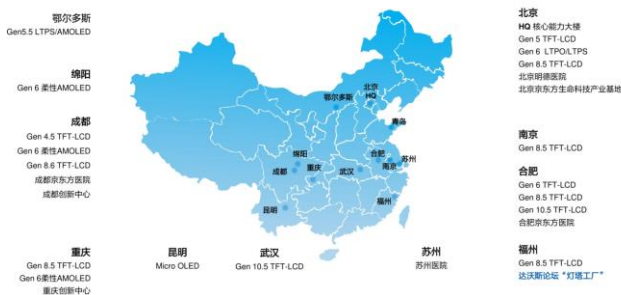 鄂尔多斯
Gen5.5 LTPS/AMOLED
绵阳
Gen 6 柔性AMOLED
成都
Gen 4.5 TFT-LCD
Gen 6 柔性AMOLED
Gen 8.6 TFT-LCD
成都京东方医院
成都创新中心
重庆
Gen 8.5 TFT-LCD
Gen 6柔性AMOLED
重庆创新中心
昆明
Micro OLED
武汉
Gen 10.5 TFT-LCD
苏州
苏州医院
北京
HQ
鄂尔多斯
青岛
绵阳
成都
重庆
武汉
合肥
南京
苏州
昆明
福州
北京
HQ 核心能力大楼
Gen 5 TFT-LCD
Gen 6 LTPO/LTPS
Gen 8.5 TFT-LCD
北京明德医院
北京京东方生命科技产业基地
南京
Gen 8.5 TFT-LCD
合肥
Gen 6 TFT-LCD
Gen 8.5 TFT-LCD
Gen 10.5 TFT-LCD
合肥京东方医院
福州
Gen 8.5 TFT-LCD
达沃斯论坛“灯塔工厂”